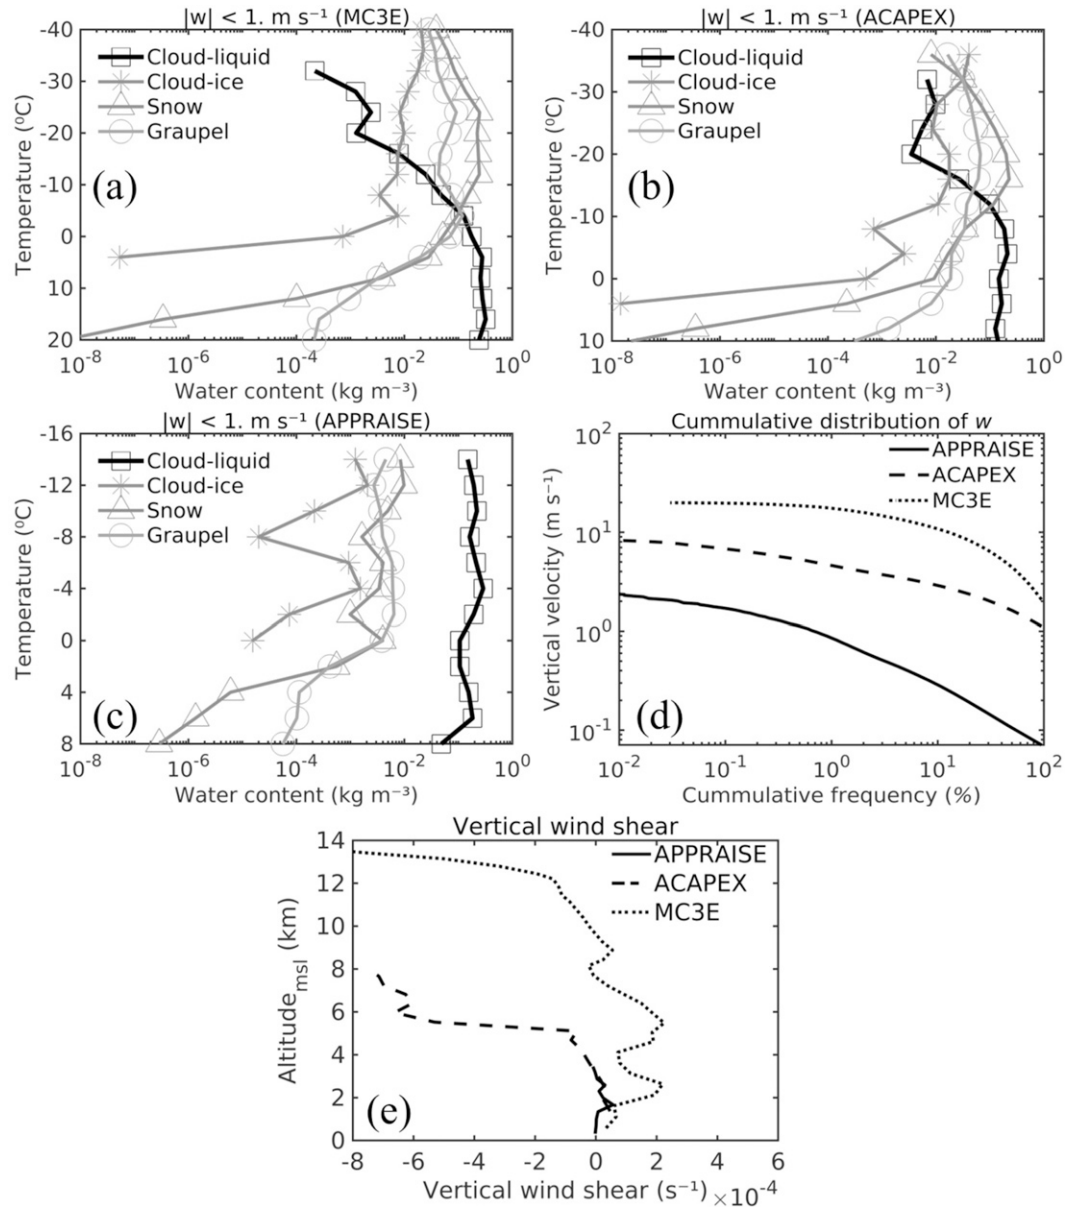 |w| < 1. m s⁻¹ (MC3E)
-40
-30
-20
-10
0
10
20
Temperature (⁰C)
Cloud-liquid
Cloud-ice
Snow
Graupel
(a)
10⁻⁸ 10⁻⁶ 10⁻⁴ 10⁻² 10⁰
Water content (kg m⁻³)
|w| < 1. m s⁻¹ (ACAPEX)
-40
-30
-20
-10
0
10
Temperature (⁰C)
Cloud-liquid
Cloud-ice
Snow
Graupel
(b)
10⁻⁸ 10⁻⁶ 10⁻⁴ 10⁻² 10⁰
Water content (kg m⁻³)
|w| < 1. m s⁻¹ (APPRAISE)
-16
-12
-8
-4
0
4
8
Temperature (⁰C)
Cloud-liquid
Cloud-ice
Snow
Graupel
(c)
10⁻⁸ 10⁻⁶ 10⁻⁴ 10⁻² 10⁰
Water content (kg m⁻³)
Cummulative distribution of w
10²
10¹
10⁰
10⁻¹
Vertical velocity (m s⁻¹)
APPRAISE
ACAPEX
MC3E
(d)
10⁻² 10⁻¹ 10⁰ 10¹ 10²
Cummulative frequency (%)
Vertical wind shear
14
12
10
8
6
4
2
0
Altitude msl (km)
APPRAISE
ACAPEX
MC3E
(e)
-8 -6 -4 -2 0 2 4 6
Vertical wind shear (s⁻¹) ×10⁻⁴